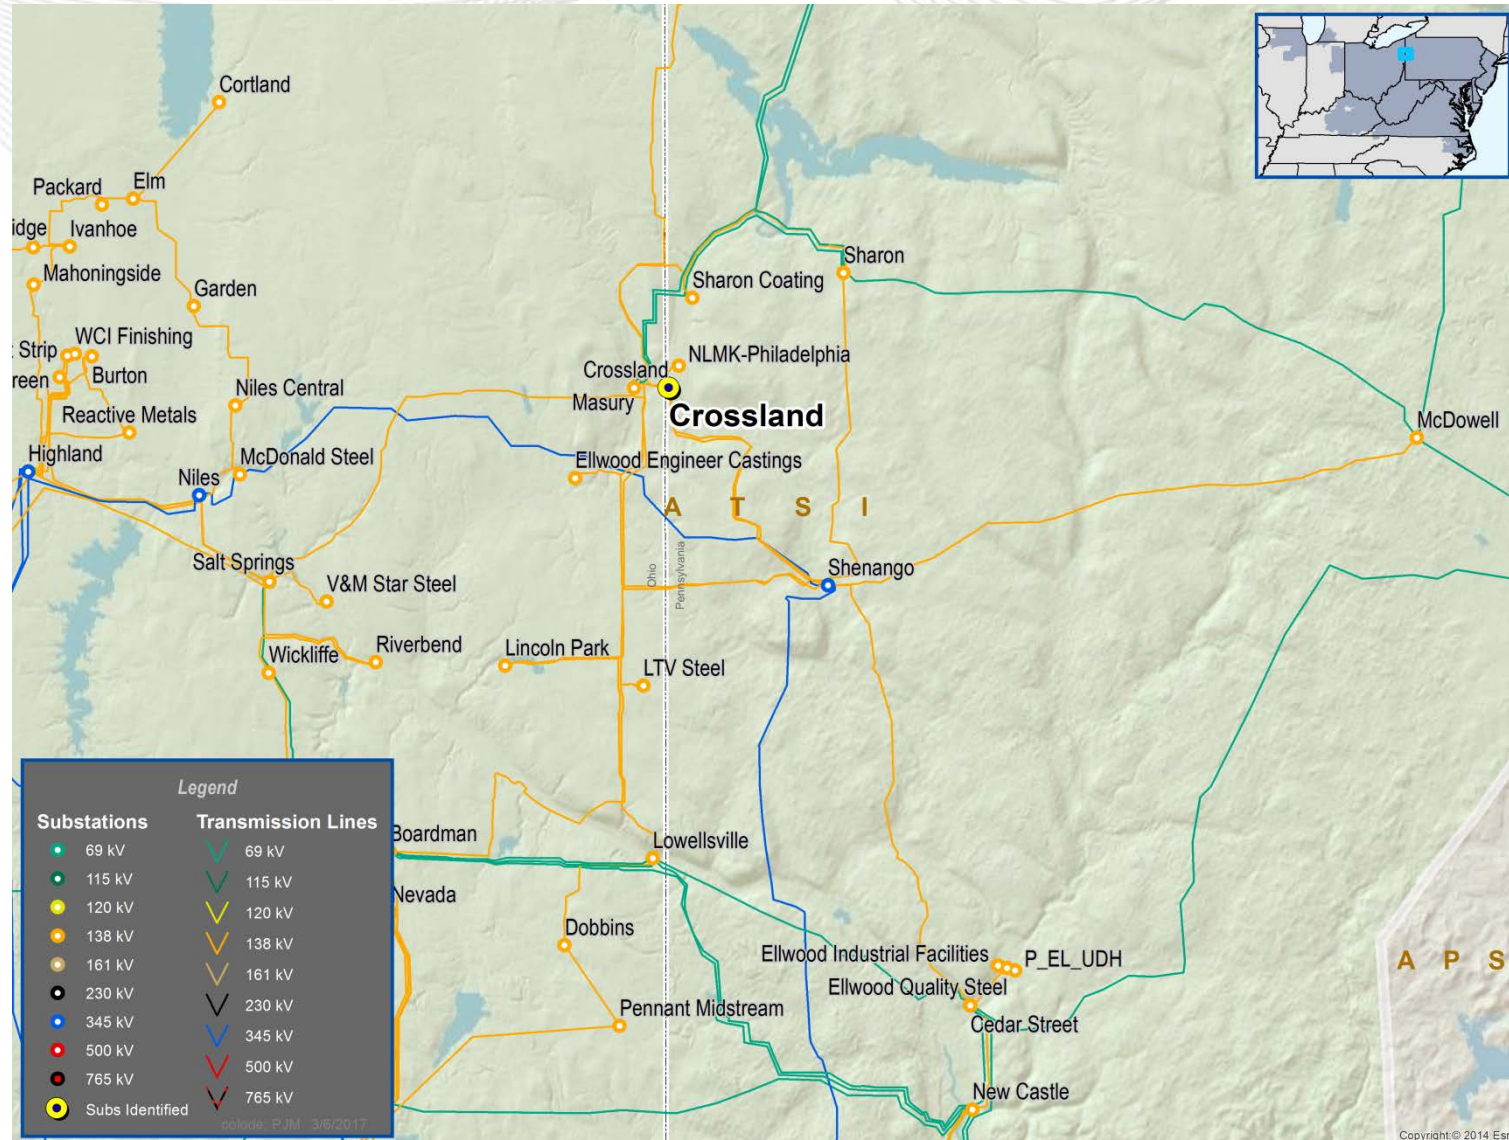 Cortland
Packard
Elm
idge
Ivanhoe
Mahoningside
Garden
Sharon
Sharon Coating
WCI Finishing
Strip
reen
Burton
NLMK-Philadelphia
Crossland
Masury
Crossland
Niles Central
Reactive Metals
McDowell
Highland
McDonald Steel
Niles
Ellwood Engineer Castings
A T S I
Ohio
Pennsylvania
Salt Springs
V&M Star Steel
Shenango
Wickliffe
Riverbend
Lincoln Park
LTV Steel
Boardman
Lowellsville
Nevada
Dobbins
Ellwood Industrial Facilities
P_EL_UDH
Ellwood Quality Steel
Cedar Street
Pennant Midstream
New Castle
A P S
Legend
Substations
Transmission Lines
69 kV
69 kV
115 kV
115 kV
120 kV
120 kV
138 kV
138 kV
161 kV
161 kV
230 kV
230 kV
345 kV
345 kV
500 kV
500 kV
765 kV
765 kV
Subs Identified
colode; PJM 3/6/2017
Copyright:© 2014 Esr